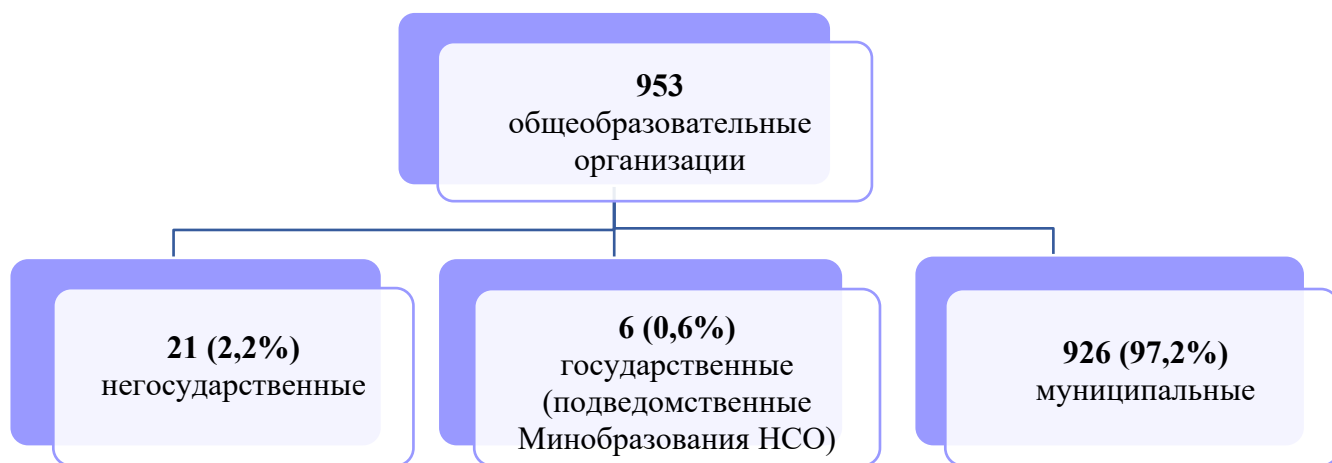 953
общеобразовательные
организации
21 (2,2%)
негосударственные
6 (0,6%)
государственные
(подведомственные
Минобразования НСО)
926 (97,2%)
муниципальные